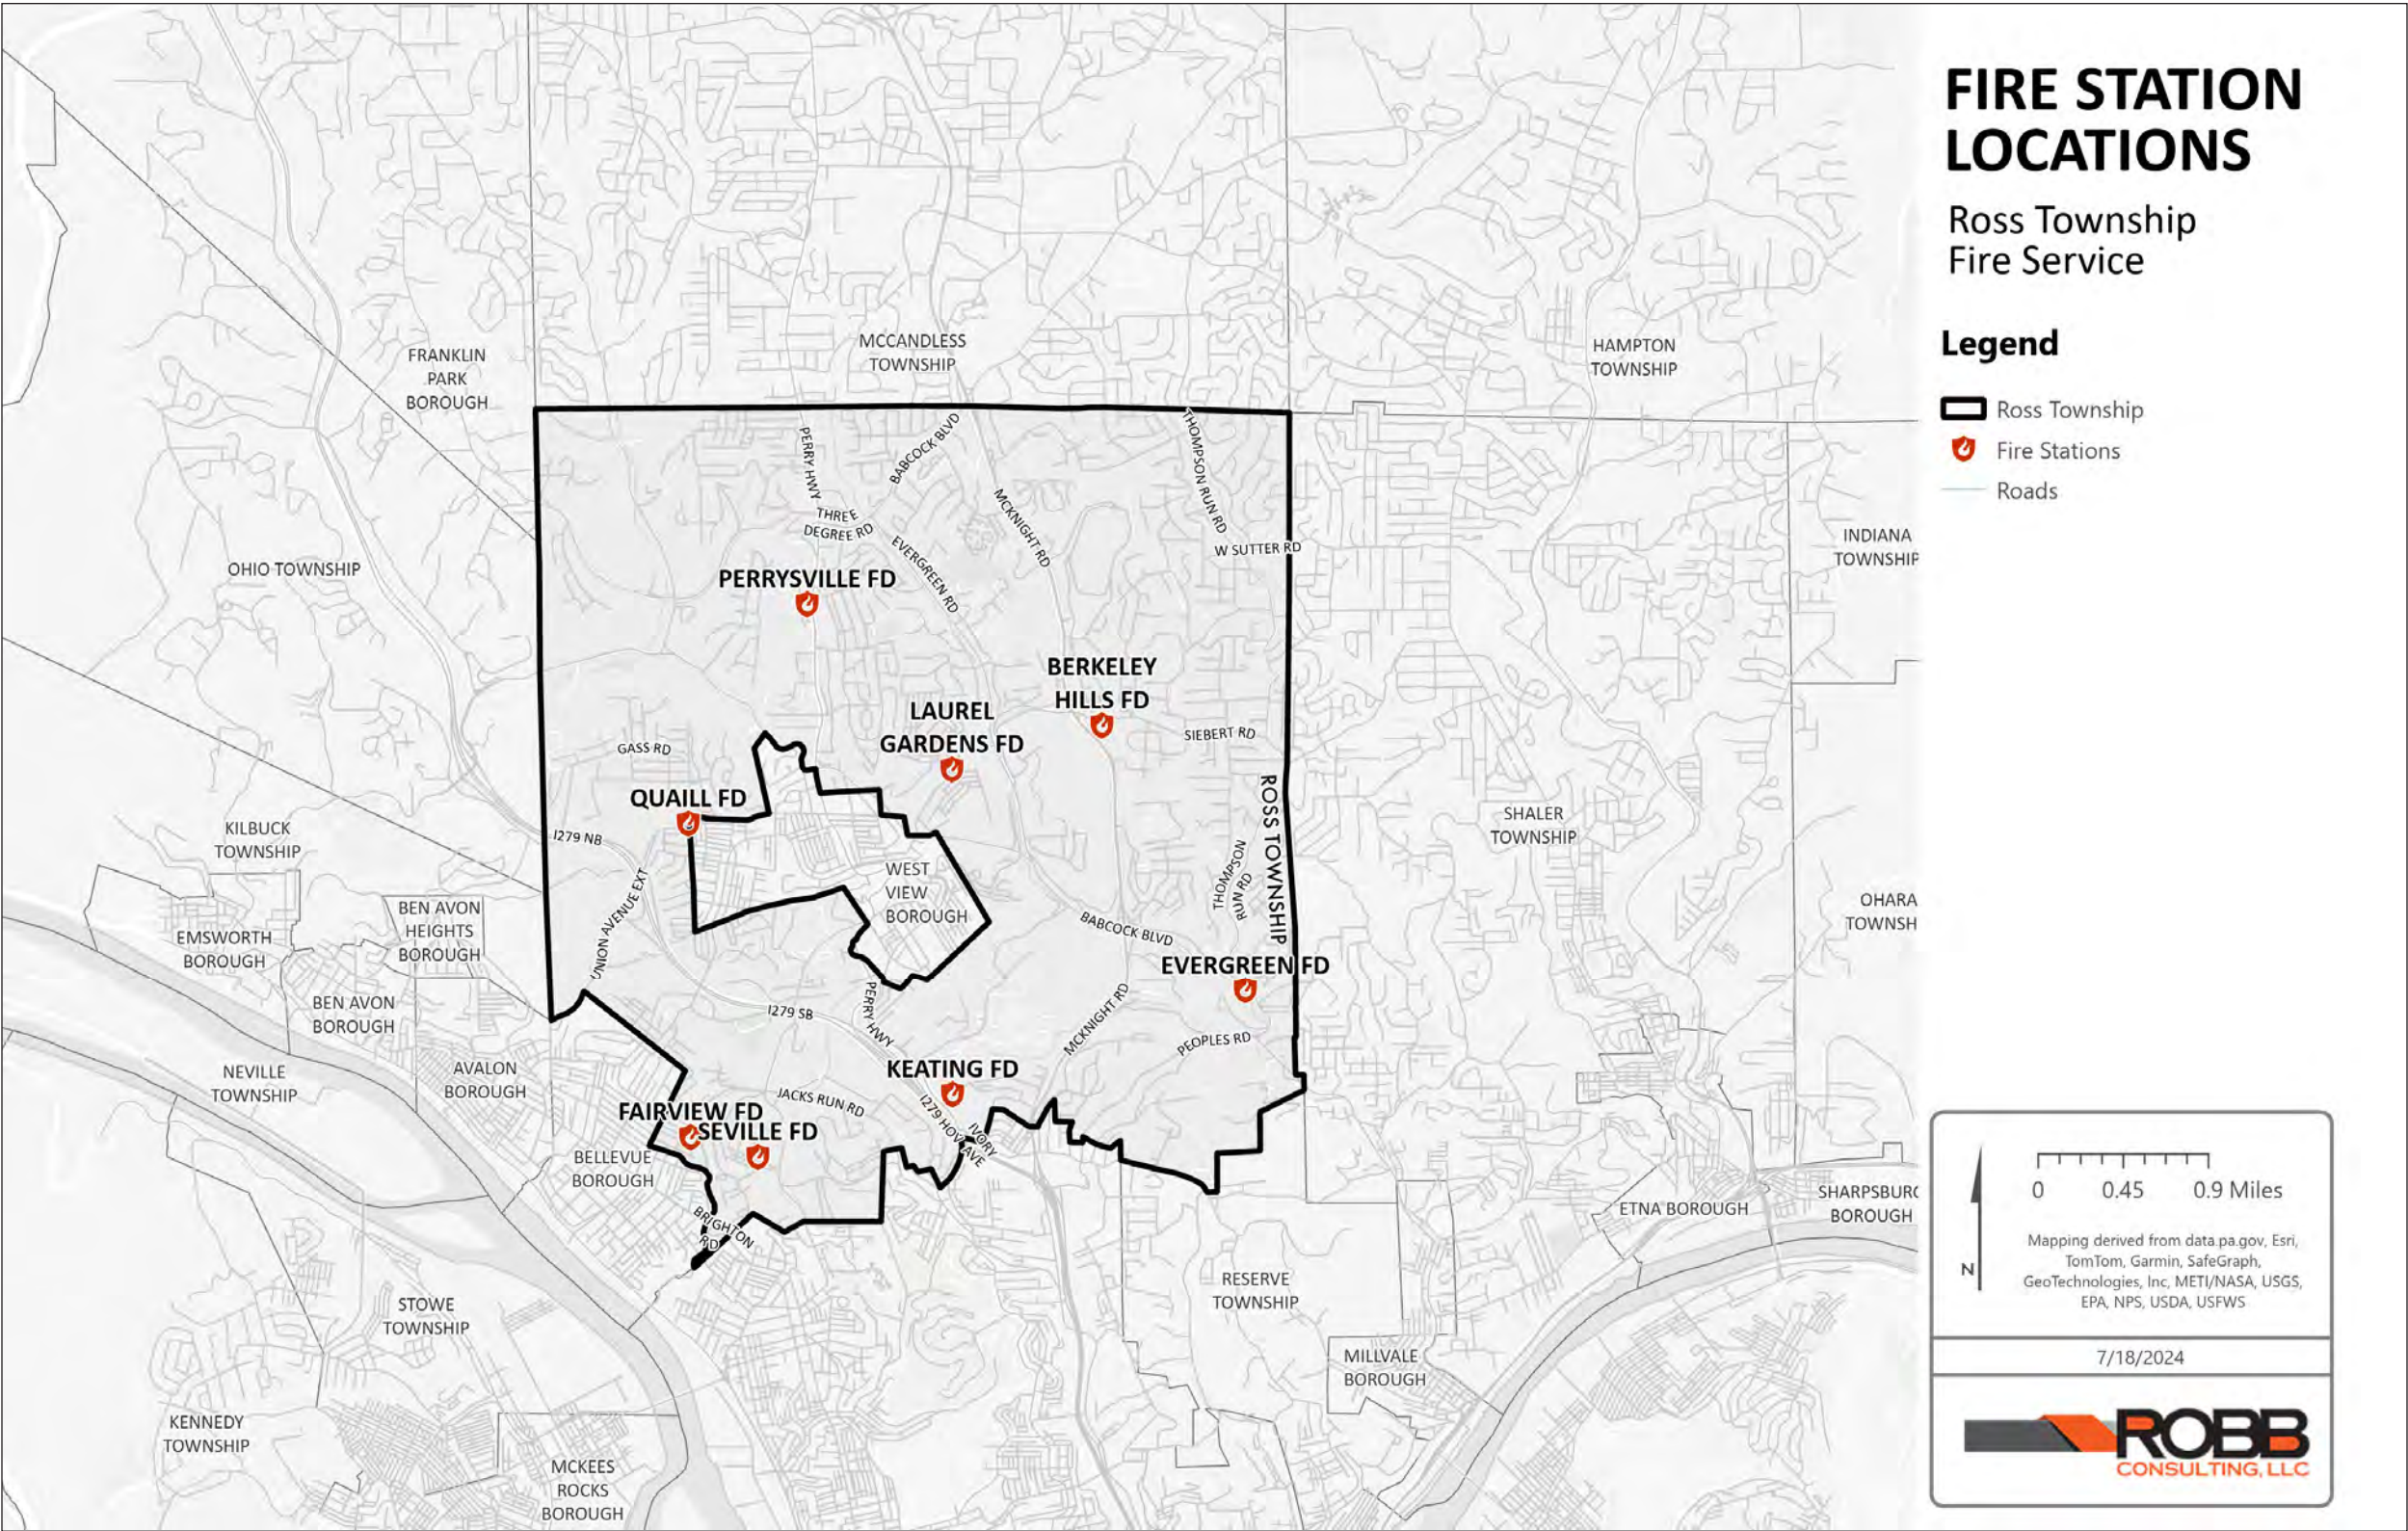 FIRE STATION
LOCATIONS
Ross Township
Fire Service
Legend
Ross Township
Fire Stations
Roads
FRANKLIN
PARK
BOROUGH
MCCANDLESS
TOWNSHIP
HAMPTON
TOWNSHIP
INDIANA
TOWNSHIP
OHIO TOWNSHIP
PERRY HWY
BABCOCK BLVD
THREE
DEGREE RD
EVERGREEN RD
MCKNIGHT RD
THOMPSON RUN RD
W SUTTER RD
PERRYSVILLE FD
BERKELEY
HILLS FD
LAUREL
GARDENS FD
SIEBERT RD
GASS RD
QUAILL FD
ROSS TOWNSHIP
I279 NB
KILBUCK
TOWNSHIP
SHALER
TOWNSHIP
WEST
VIEW
BOROUGH
UNION AVENUE EXT
THOMPSON
RUN RD
BABCOCK BLVD
OHARA
TOWNSH
BEN AVON
HEIGHTS
BOROUGH
EMSWORTH
BOROUGH
EVERGREEN FD
BEN AVON
BOROUGH
I279 SB
PERRY HWY
MCKNIGHT RD
PEOPLES RD
KEATING FD
NEVILLE
TOWNSHIP
AVALON
BOROUGH
JACKS RUN RD
FAIRVIEW FD
SEVILLE FD
I279 HOV
IVORY
AVE
BELLEVUE
BOROUGH
BRIGHTON
RD
ETNA BOROUGH
SHARPSBURG
BOROUGH
RESERVE
TOWNSHIP
STOWE
TOWNSHIP
MILLVALE
BOROUGH
KENNEDY
TOWNSHIP
MCKEES
ROCKS
BOROUGH
0 0.45 0.9 Miles
N
Mapping derived from data.pa.gov, Esri,
TomTom, Garmin, SafeGraph,
GeoTechnologies, Inc, METI/NASA, USGS,
EPA, NPS, USDA, USFWS
7/18/2024
ROBB
CONSULTING, LLC